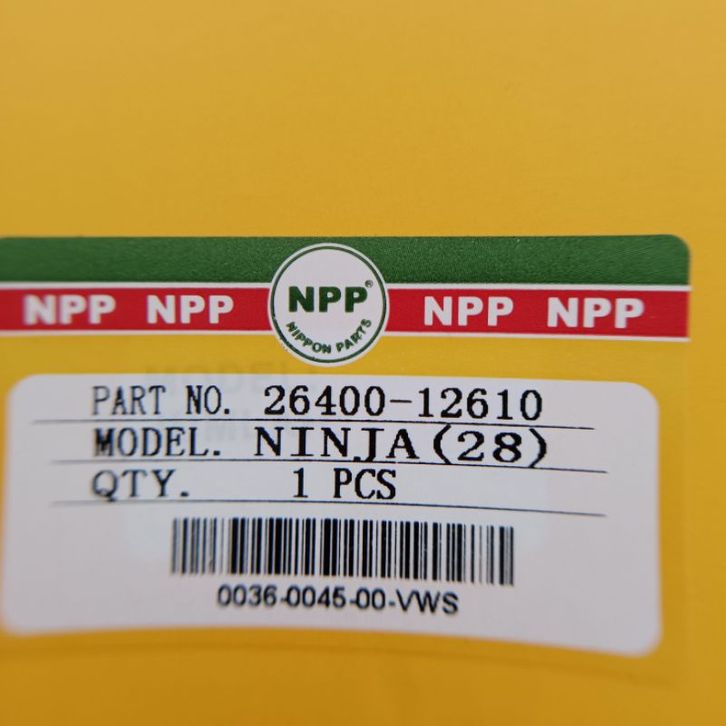 NPP NPP NPP® NPP NPP
NIPPON PARTS
PART NO. 26400-12610
MODEL. NINJA(28)
QTY. 1 PCS
0036-0045-00-VWS